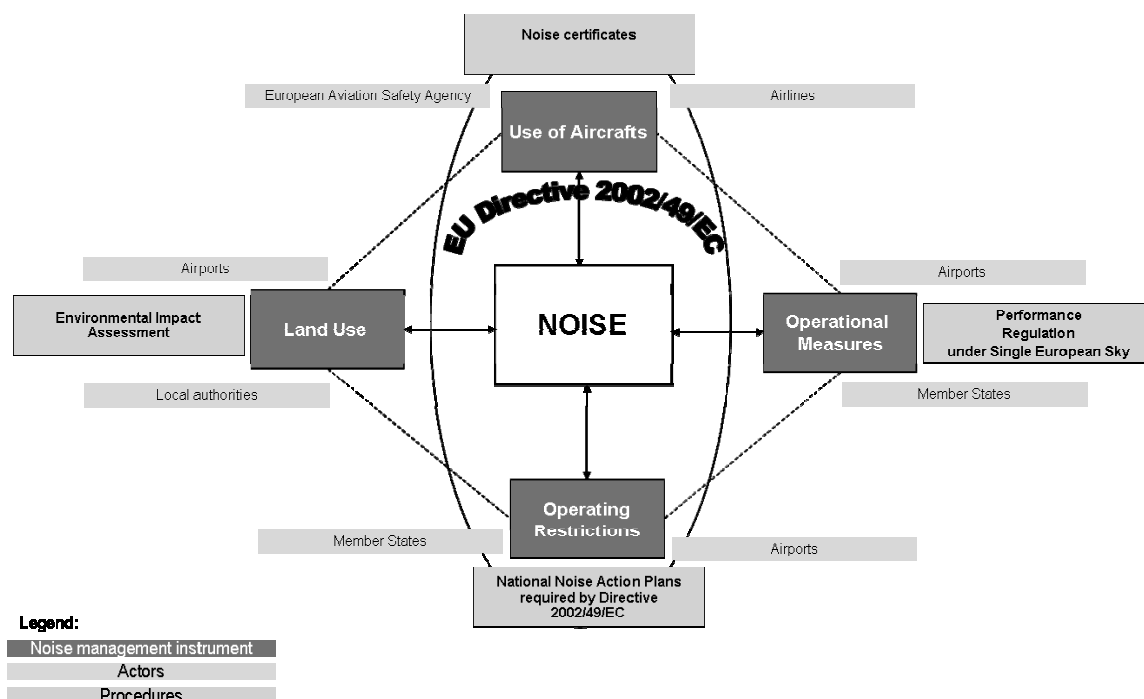 Noise certificates
European Aviation Safety Agency
Airlines
Use of Aircrafts
EU Directive 2002/49/EC
Airports
Airports
Environmental Impact
Assessment
Land Use
NOISE
Operational
Measures
Performance
Regulation
under Single European Sky
Local authorities
Member States
Operating
Restrictions
Member States
Airports
National Noise Action Plans
required by Directive
2002/49/EC
Legend:
Noise management instrument
Actors
Procedures